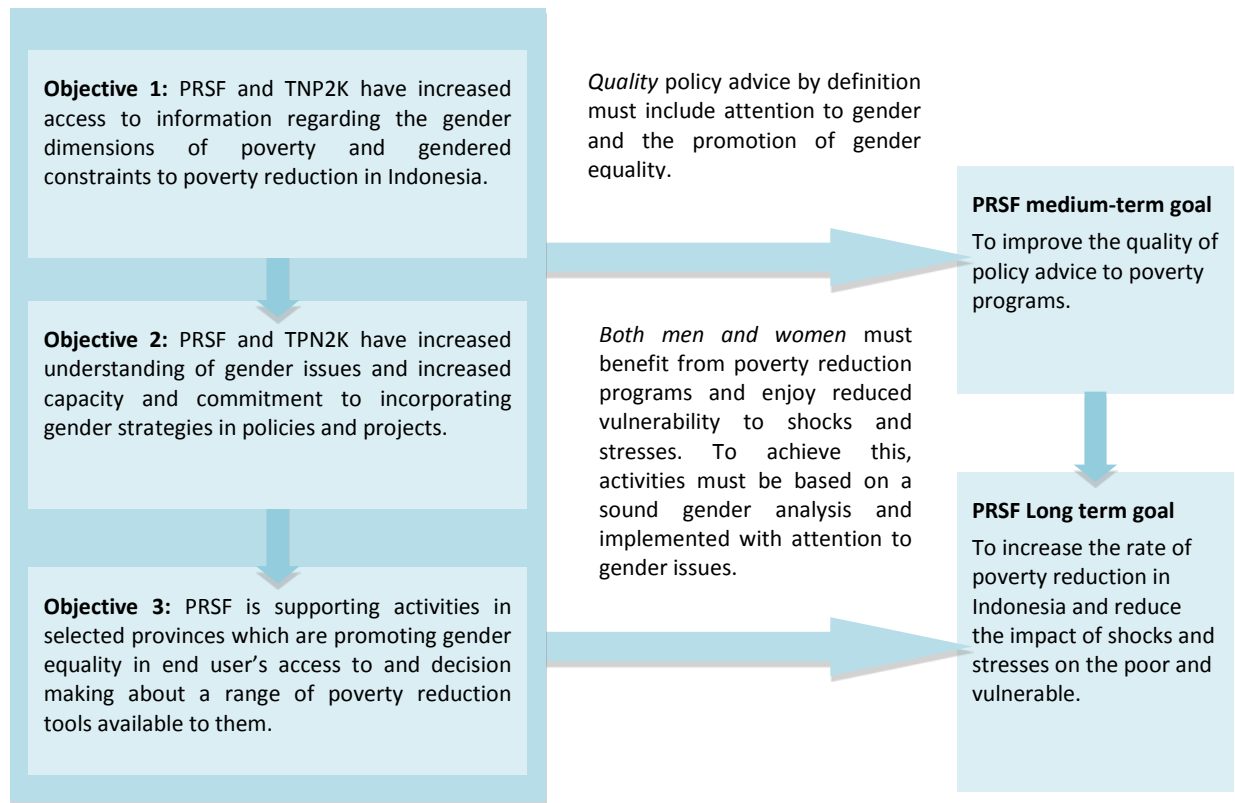 Objective 1: PRSF and TNP2K have increased
access to information regarding the gender
dimensions of poverty and gendered
constraints to poverty reduction in Indonesia.
Objective 2: PRSF and TPN2K have increased
understanding of gender issues and increased
capacity and commitment to incorporating
gender strategies in policies and projects.
Objective 3: PRSF is supporting activities in
selected provinces which are promoting gender
equality in end user's access to and decision
making about a range of poverty reduction
tools available to them.
Quality policy advice by definition
must include attention to gender
and the promotion of gender
equality.
Both men and women must
benefit from poverty reduction
programs and enjoy reduced
vulnerability to shocks and
stresses. To achieve this,
activities must be based on a
sound gender analysis and
implemented with attention to
gender issues.
PRSF medium-term goal
To improve the quality of
policy advice to poverty
programs.
PRSF Long term goal
To increase the rate of
poverty reduction in
Indonesia and reduce
the impact of shocks and
stresses on the poor and
vulnerable.